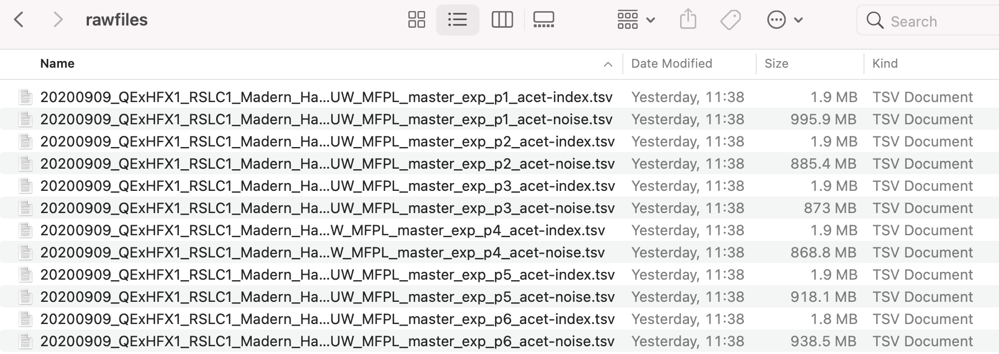 rawfiles Search
Name Date Modified Size Kind
20200909_QExHFX1_RSLC1_Madern_Ha...UW_MFPL_master_exp_p1_acet-index.tsv Yesterday, 11:38 1.9 MB TSV Document
20200909_QExHFX1_RSLC1_Madern_Ha...UW_MFPL_master_exp_p1_acet-noise.tsv Yesterday, 11:38 995.9 MB TSV Document
20200909_QExHFX1_RSLC1_Madern_Ha...UW_MFPL_master_exp_p2_acet-index.tsv Yesterday, 11:38 1.9 MB TSV Document
20200909_QExHFX1_RSLC1_Madern_Ha...UW_MFPL_master_exp_p2_acet-noise.tsv Yesterday, 11:38 885.4 MB TSV Document
20200909_QExHFX1_RSLC1_Madern_Ha...UW_MFPL_master_exp_p3_acet-index.tsv Yesterday, 11:38 1.9 MB TSV Document
20200909_QExHFX1_RSLC1_Madern_Ha...UW_MFPL_master_exp_p3_acet-noise.tsv Yesterday, 11:38 873 MB TSV Document
20200909_QExHFX1_RSLC1_Madern_Ha...W_MFPL_master_exp_p4_acet-index.tsv Yesterday, 11:38 1.9 MB TSV Document
20200909_QExHFX1_RSLC1_Madern_Ha...W_MFPL_master_exp_p4_acet-noise.tsv Yesterday, 11:38 868.8 MB TSV Document
20200909_QExHFX1_RSLC1_Madern_Ha...UW_MFPL_master_exp_p5_acet-index.tsv Yesterday, 11:38 1.9 MB TSV Document
20200909_QExHFX1_RSLC1_Madern_Ha...UW_MFPL_master_exp_p5_acet-noise.tsv Yesterday, 11:38 918.1 MB TSV Document
20200909_QExHFX1_RSLC1_Madern_Ha...UW_MFPL_master_exp_p6_acet-index.tsv Yesterday, 11:38 1.8 MB TSV Document
20200909_QExHFX1_RSLC1_Madern_Ha...UW_MFPL_master_exp_p6_acet-noise.tsv Yesterday, 11:38 938.5 MB TSV Document